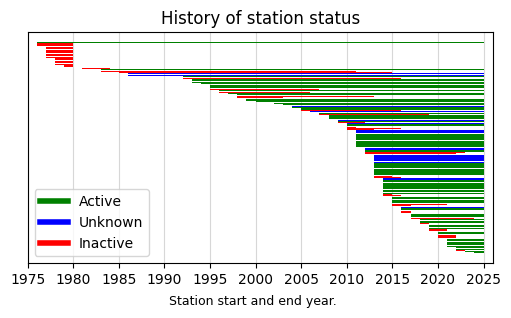 History of station status
Active
Unknown
Inactive
1975 1980 1985 1990 1995 2000 2005 2010 2015 2020 2025
Station start and end year.